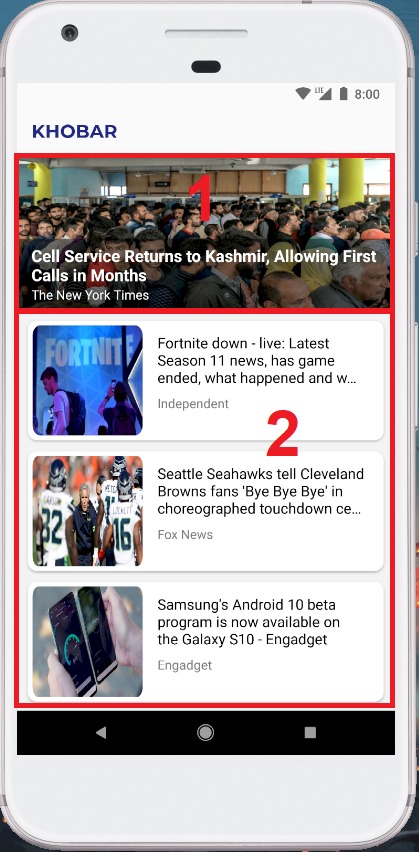 LTE 8:00
KHOBAR
1
Cell Service Returns to Kashmir, Allowing First
Calls in Months
The New York Times
FORTNITE
Fortnite down - live: Latest
Season 11 news, has game
ended, what happened and w...
Independent
2
Seattle Seahawks tell Cleveland
Browns fans 'Bye Bye Bye' in
choreographed touchdown ce...
Fox News
32
16
Samsung's Android 10 beta
program is now available on
the Galaxy S10 - Engadget
Engadget